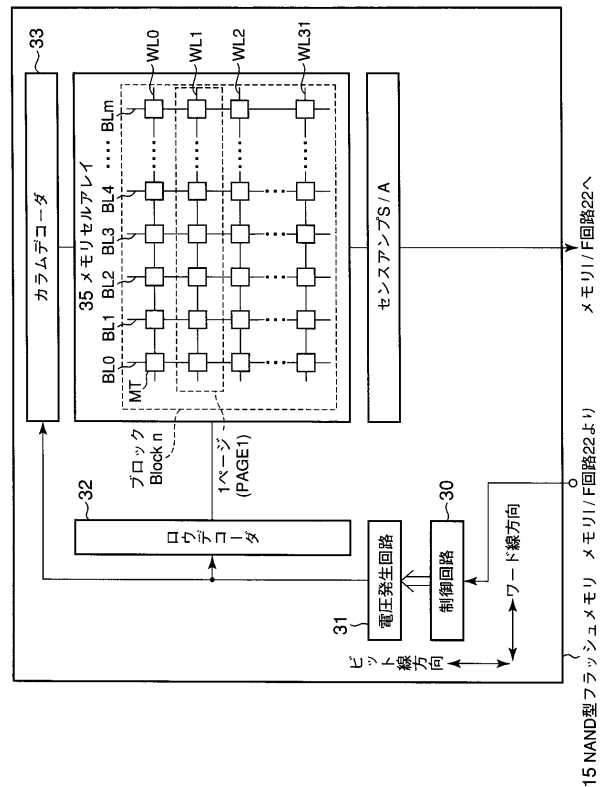 33
カラムデコーダ
35 メモリセルアレイ
BL0
BL1
BL2
BL3
BL4
BLm
MT
WL0
WL1
WL2
WL31
ブロック
Block n
1ページ
(PAGE1)
センスアンプS/A
メモリI/F回路22へ
32
ロウデコーダ
31
電圧発生回路
30
制御回路
ビット線方向
ワード線方向
メモリI/F回路22より
15 NAND型フラッシュメモリ